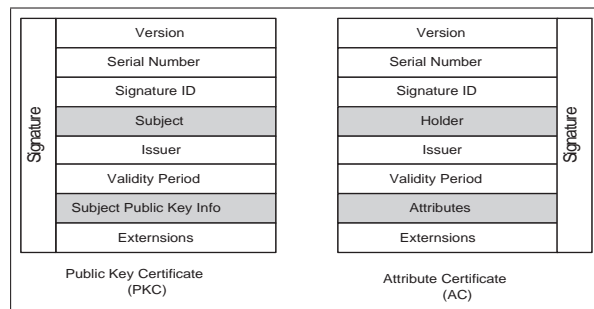 Signature
Version
Serial Number
Signature ID
Subject
Issuer
Validity Period
Subject Public Key Info
Externsions
Public Key Certificate
(PKC)
Version
Serial Number
Signature ID
Holder
Issuer
Validity Period
Attributes
Externsions
Signature
Attribute Certificate
(AC)